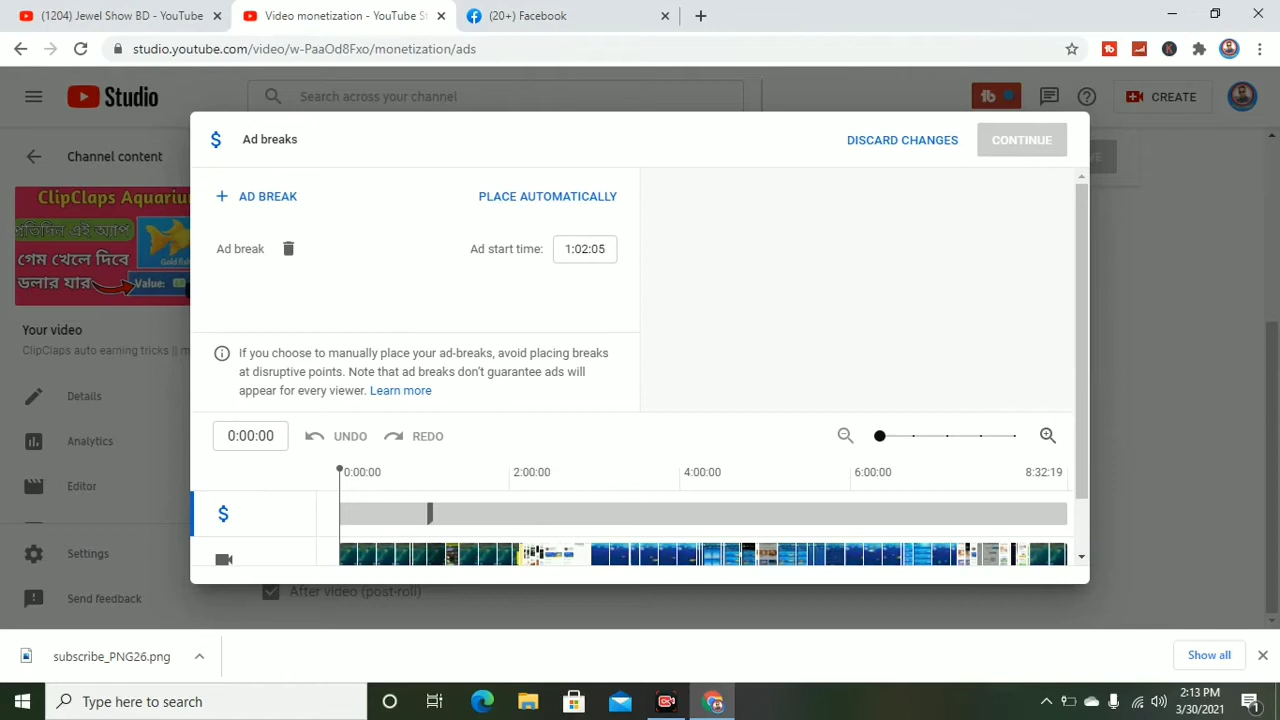 (1204) Jewel Show BD - YouTube
Video monetization - YouTube St
(20+) Facebook
studio.youtube.com/video/w-PaaOd8Fxo/monetization/ads
Studio
Search across your channel
CREATE
Channel content
Ad breaks
DISCARD CHANGES
CONTINUE
ClipClaps Aquarium
প্রতিদিন এই অ্যাপ
গেম খেলে দিবে
ডলার যার
Gold fish
Value:
AD BREAK
PLACE AUTOMATICALLY
Ad break
Ad start time:
1:02:05
Your video
ClipClaps auto earning tricks || m
Details
Analytics
Editor
Settings
Send feedback
If you choose to manually place your ad-breaks, avoid placing breaks
at disruptive points. Note that ad breaks don't guarantee ads will
appear for every viewer. Learn more
0:00:00
UNDO
REDO
0:00:00
2:00:00
4:00:00
6:00:00
8:32:19
After video (post-roll)
subscribe_PNG26.png
Show all
Type here to search
2:13 PM
3/30/2021
1